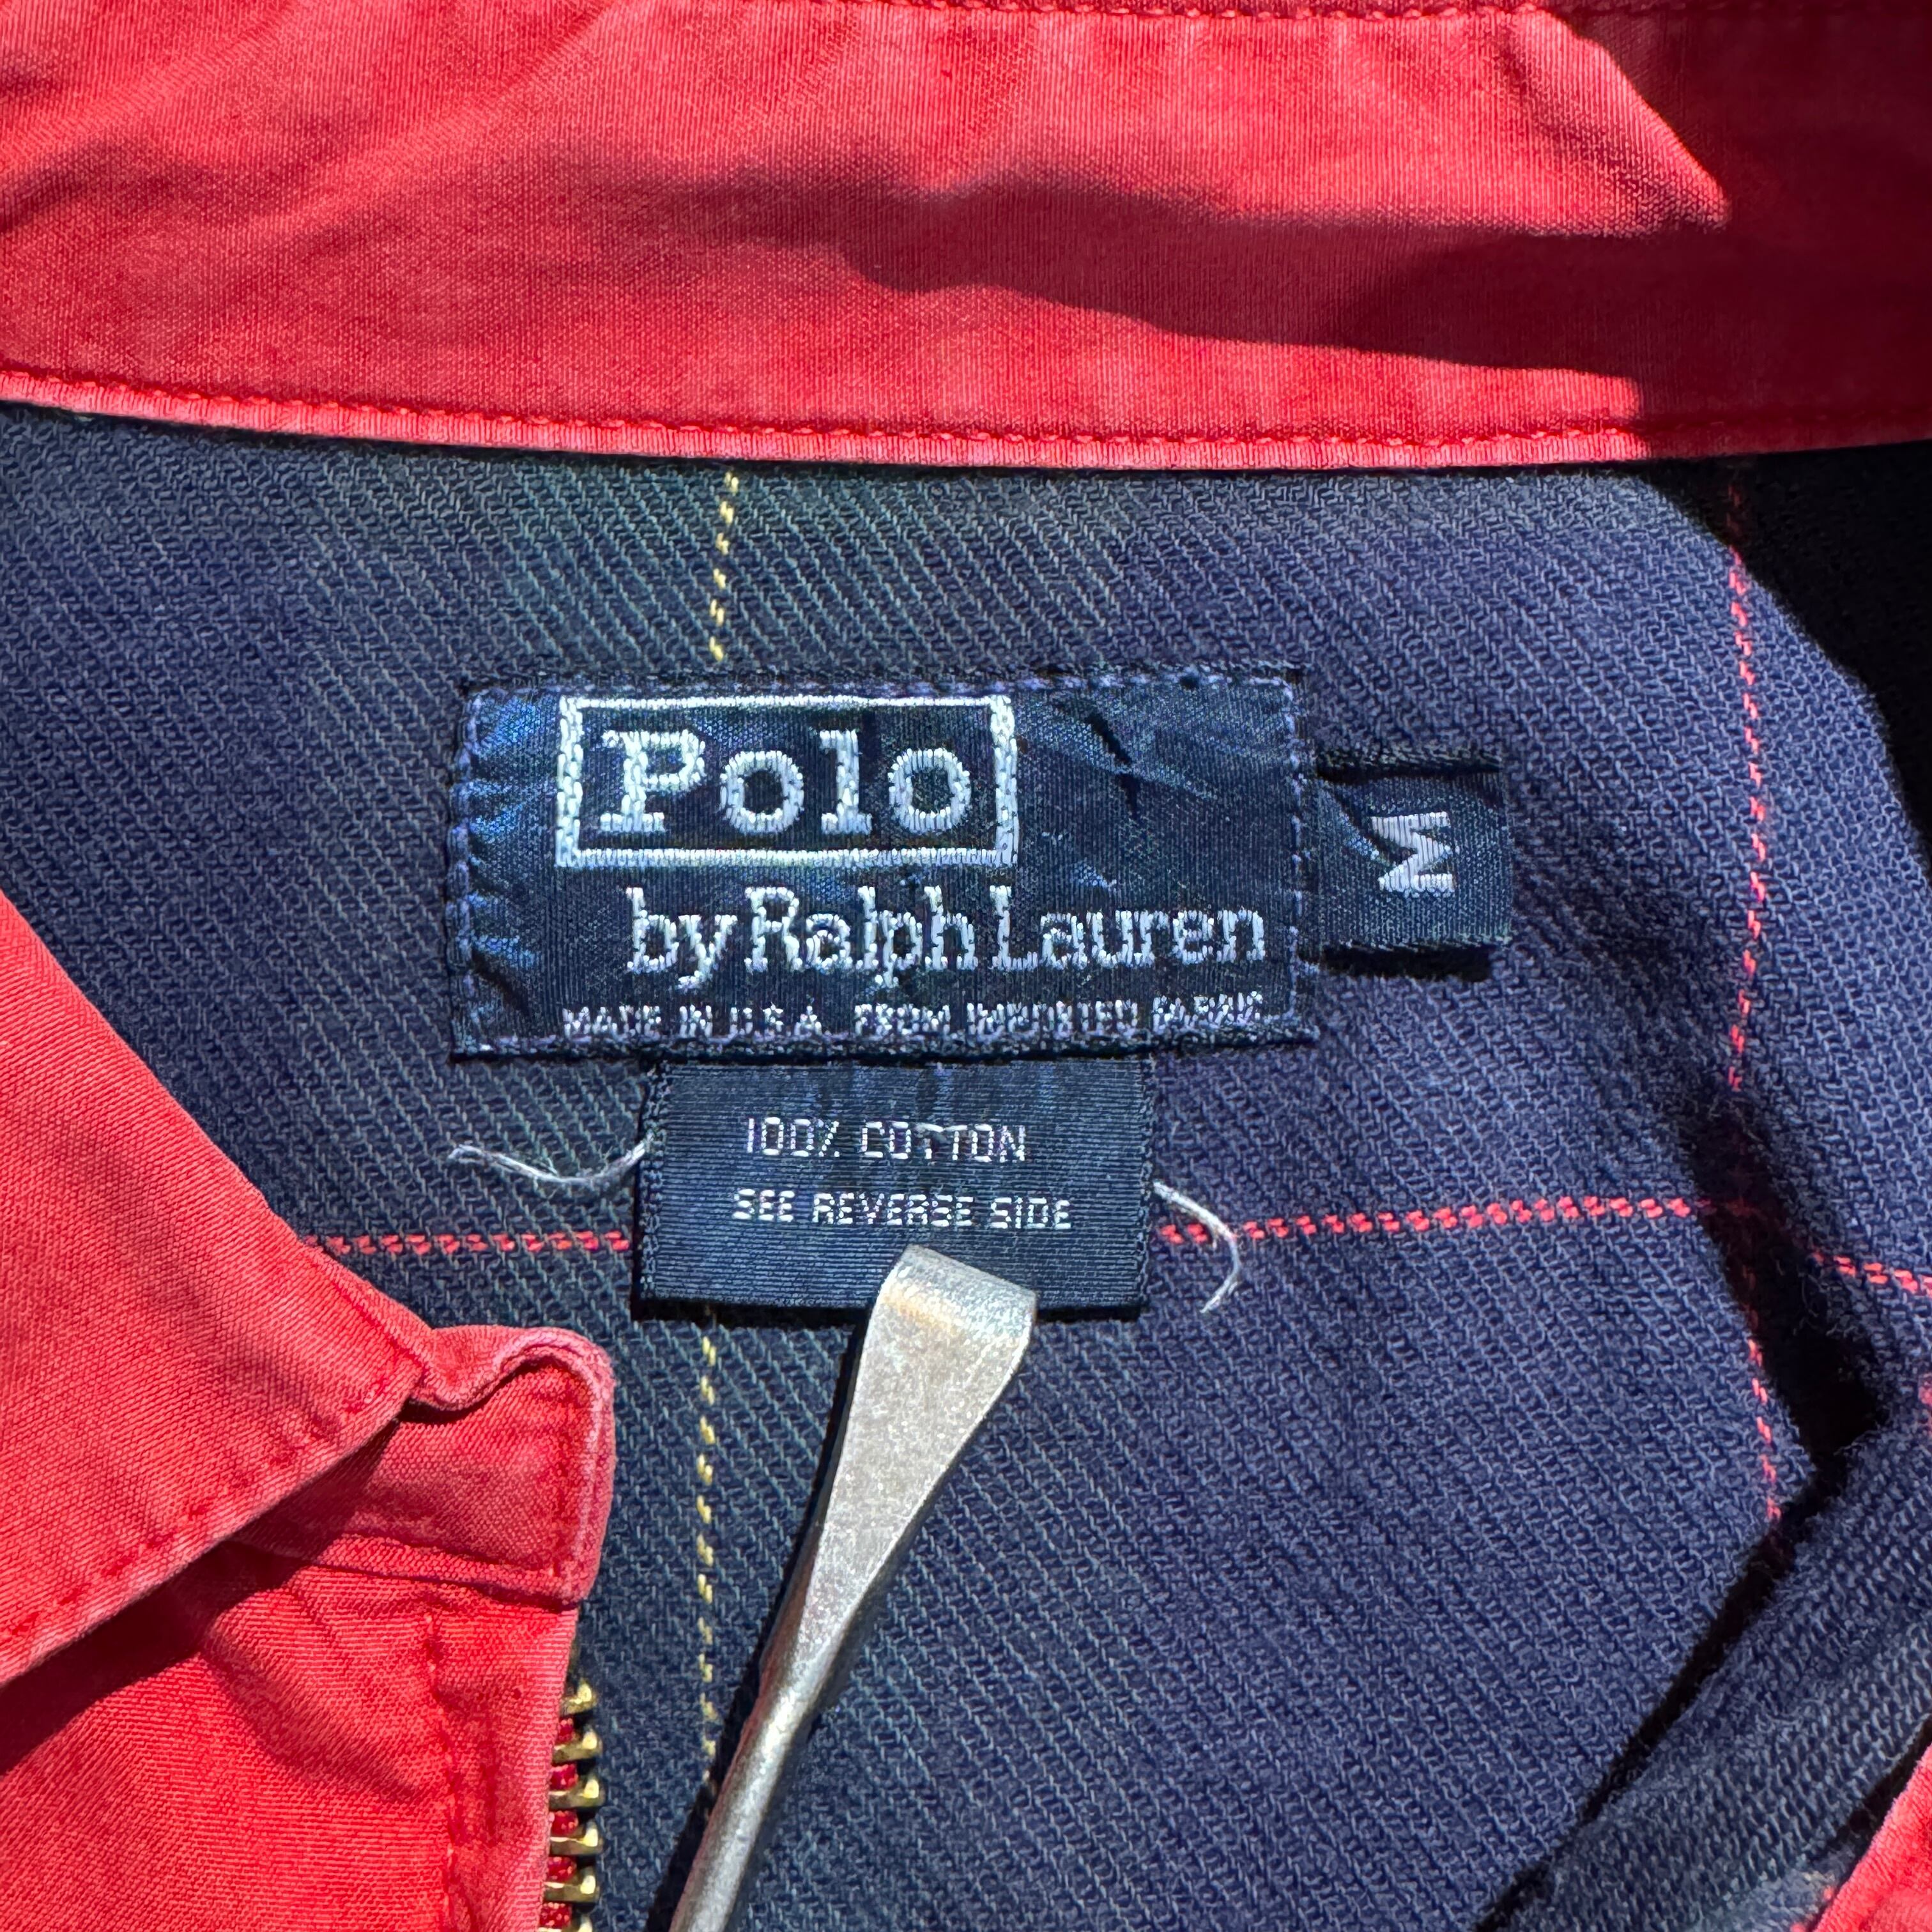 Polo
by Ralph Lauren
MADE IN U.S.A. FROM IMPORTED FABRIC
M
100% COTTON
SEE REVERSE SIDE